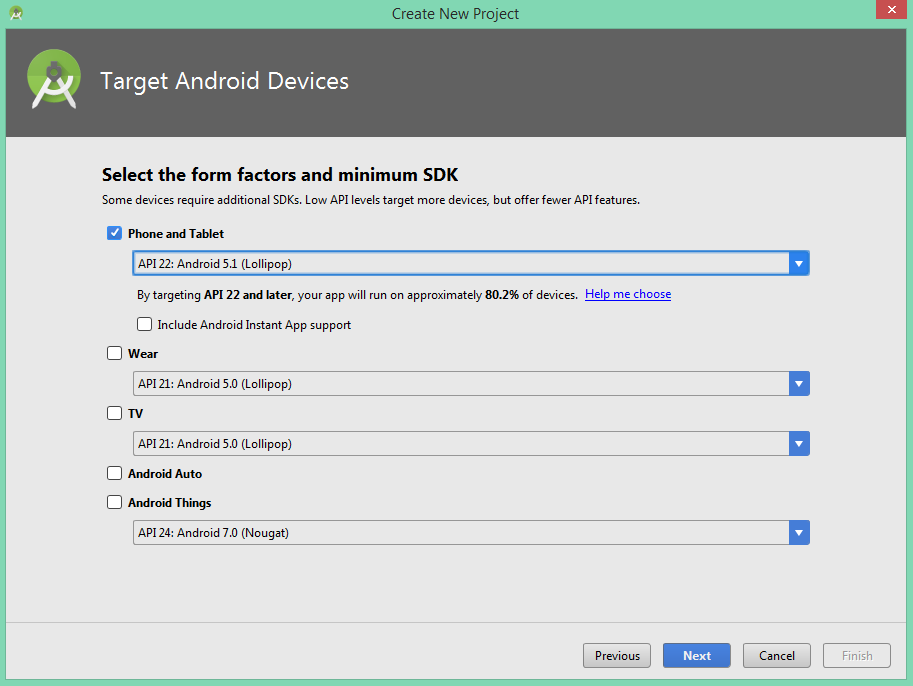 Create New Project
Target Android Devices
Select the form factors and minimum SDK
Some devices require additional SDKs. Low API levels target more devices, but offer fewer API features.
Phone and Tablet
API 22: Android 5.1 (Lollipop)
By targeting API 22 and later, your app will run on approximately 80.2% of devices. Help me choose
Include Android Instant App support
Wear
API 21: Android 5.0 (Lollipop)
TV
API 21: Android 5.0 (Lollipop)
Android Auto
Android Things
API 24: Android 7.0 (Nougat)
Previous Next Cancel Finish